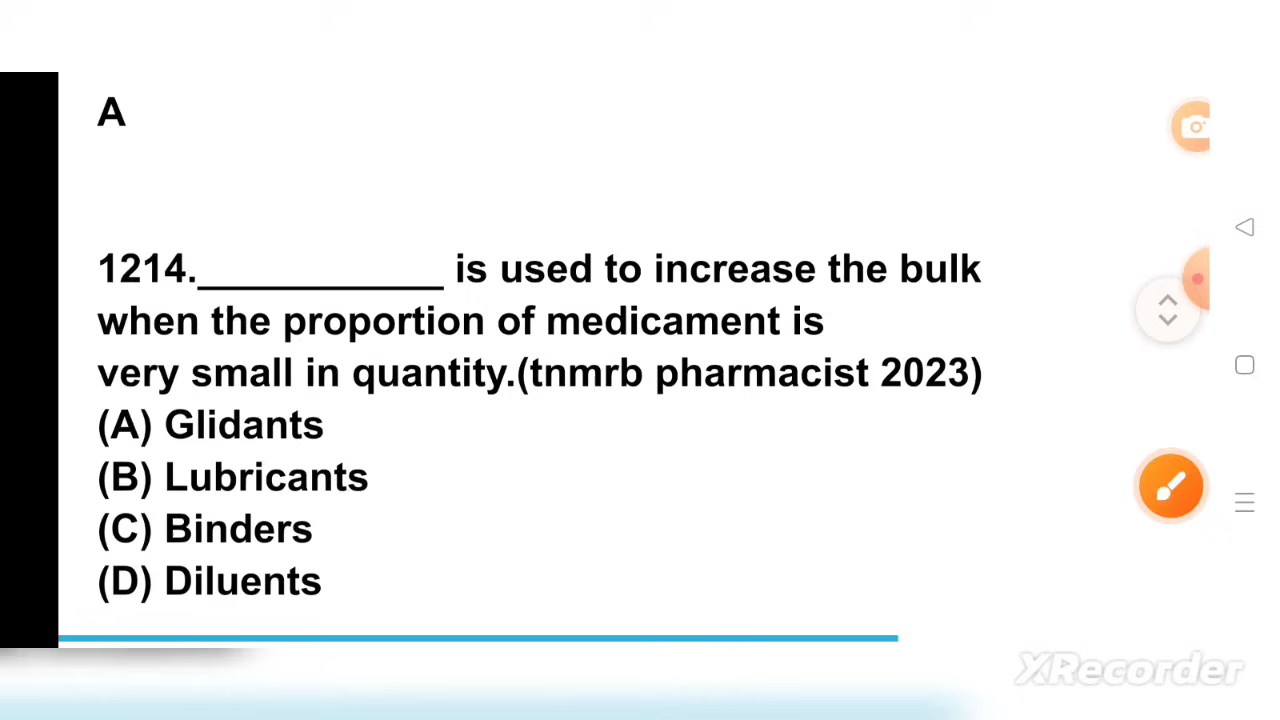 A
1214.___________ is used to increase the bulk
when the proportion of medicament is
very small in quantity.(tnmrb pharmacist 2023)
(A) Glidants
(B) Lubricants
(C) Binders
(D) Diluents
XRecorder